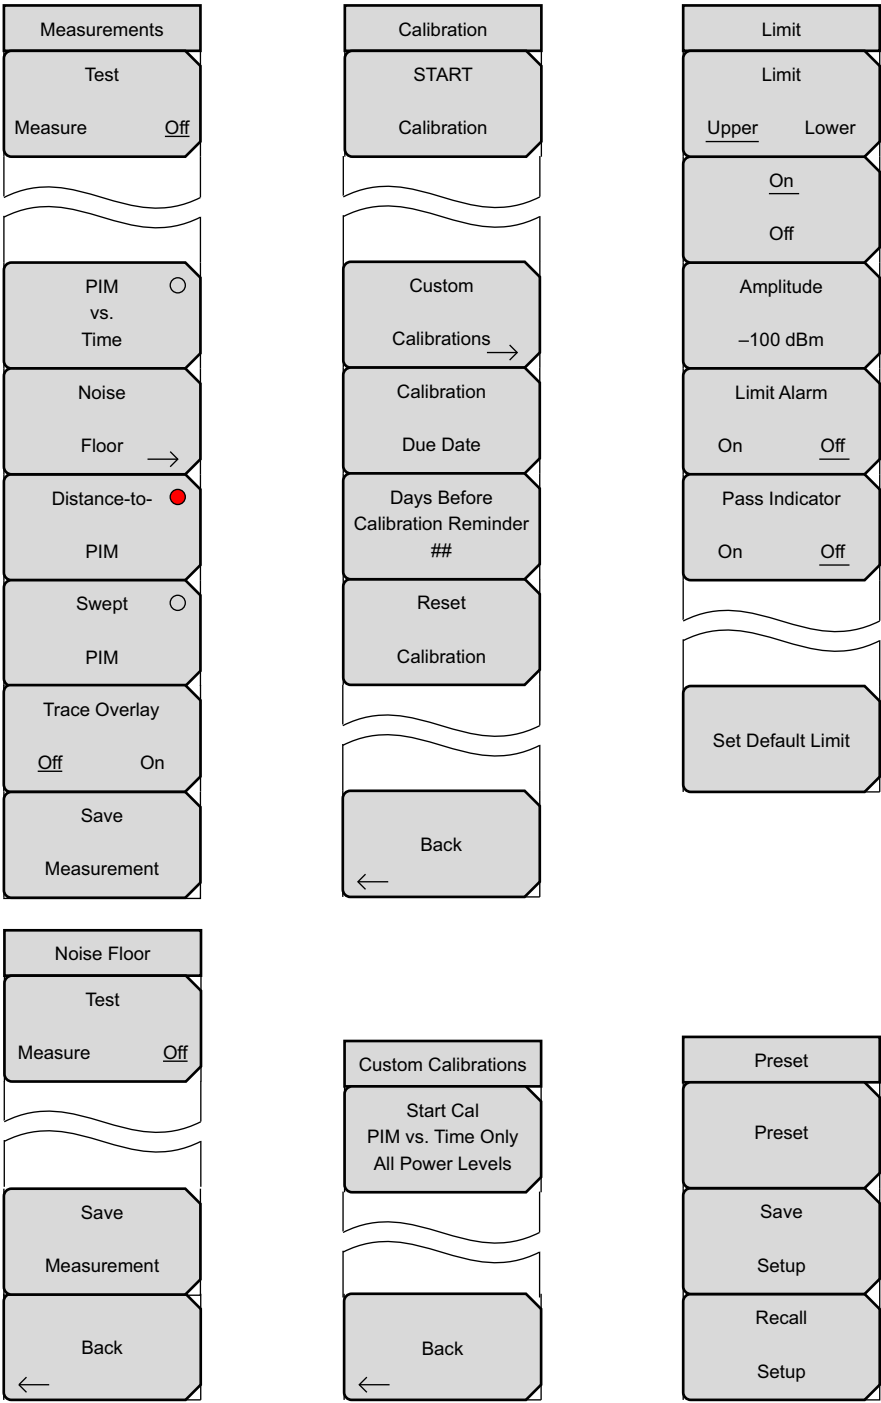 Measurements
Test
Measure Off
PIM
vs.
Time
Noise
Floor
Distance-to-
PIM
Swept
PIM
Trace Overlay
Off On
Save
Measurement
Calibration
START
Calibration
Custom
Calibrations
Calibration
Due Date
Days Before
Calibration Reminder
##
Reset
Calibration
Back
Limit
Limit
Upper Lower
On
Off
Amplitude
–100 dBm
Limit Alarm
On Off
Pass Indicator
On Off
Set Default Limit
Noise Floor
Test
Measure Off
Save
Measurement
Back
Custom Calibrations
Start Cal
PIM vs. Time Only
All Power Levels
Back
Preset
Preset
Save
Setup
Recall
Setup